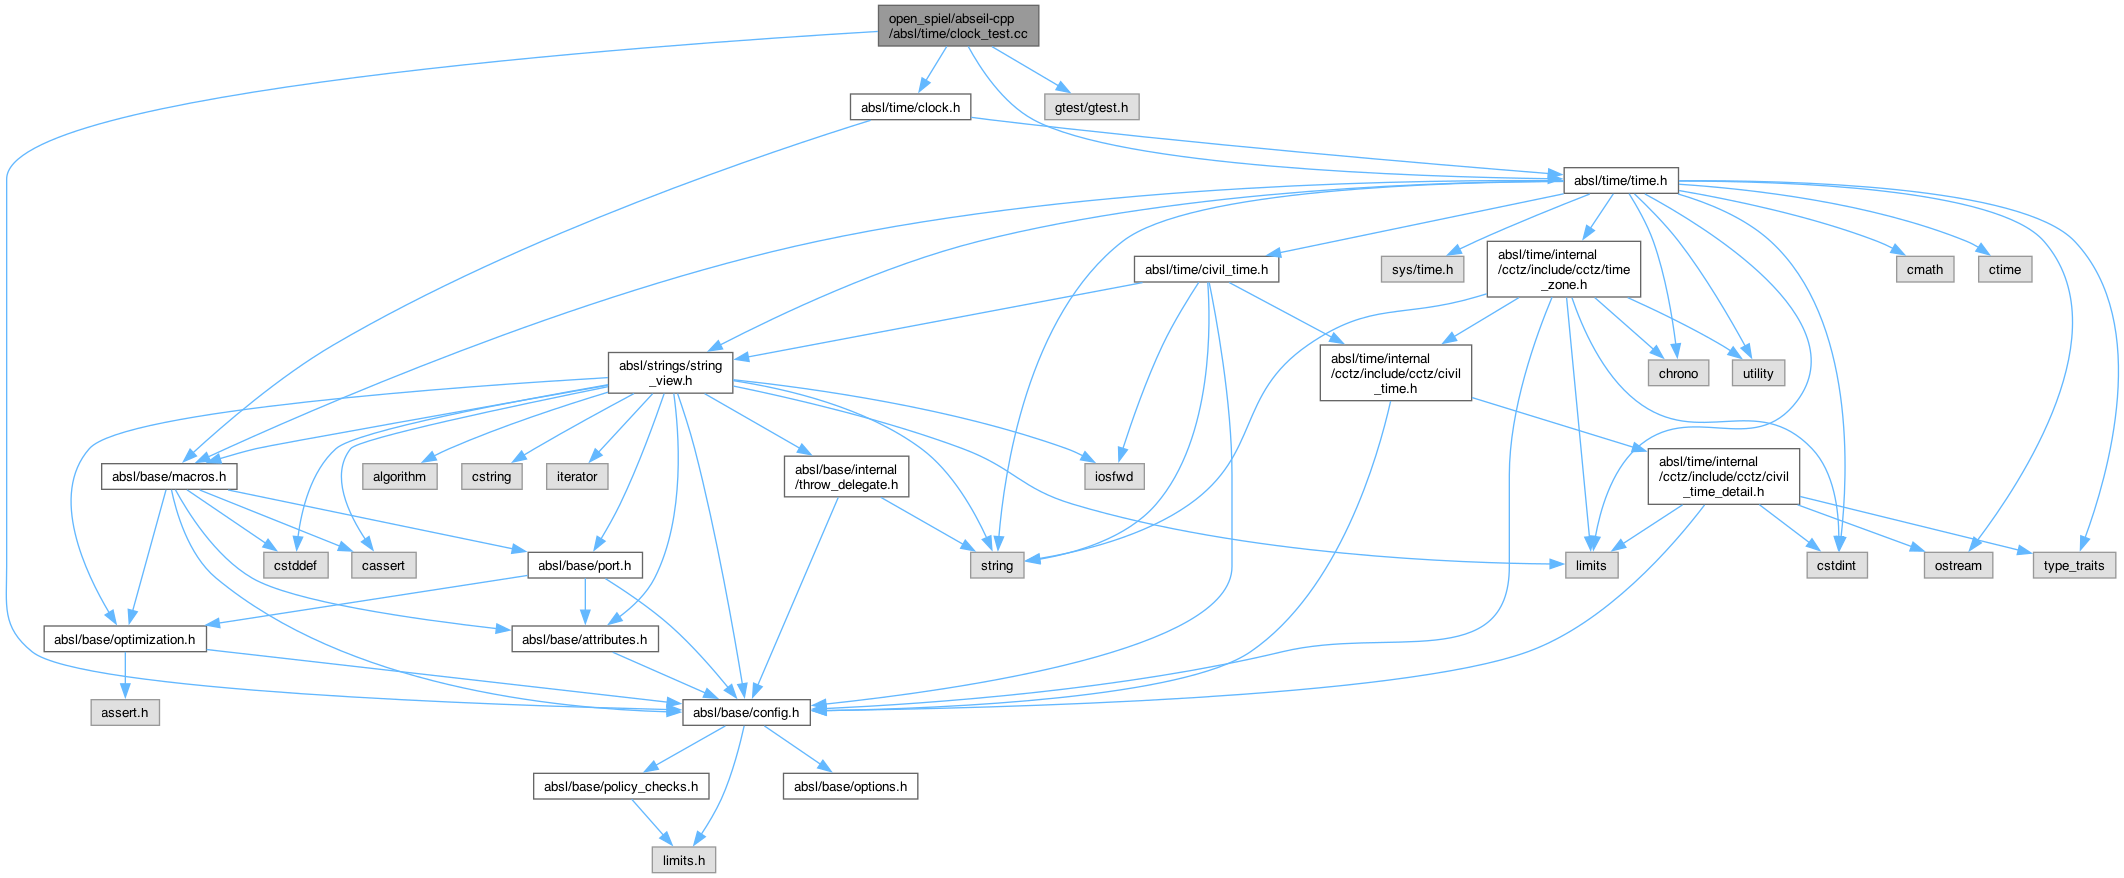 open_spiel/abseil-cpp
/absl/time/clock_test.cc
absl/time/clock.h
gtest/gtest.h
absl/time/time.h
absl/time/civil_time.h
sys/time.h
absl/time/internal
/cctz/include/cctz/time
_zone.h
cmath
ctime
absl/strings/string
_view.h
absl/time/internal
/cctz/include/cctz/civil
_time.h
chrono
utility
absl/base/macros.h
algorithm
cstring
iterator
absl/base/internal
/throw_delegate.h
iosfwd
absl/time/internal
/cctz/include/cctz/civil
_time_detail.h
cstddef
cassert
absl/base/port.h
string
limits
cstdint
ostream
type_traits
absl/base/optimization.h
absl/base/attributes.h
assert.h
absl/base/config.h
absl/base/policy_checks.h
absl/base/options.h
limits.h